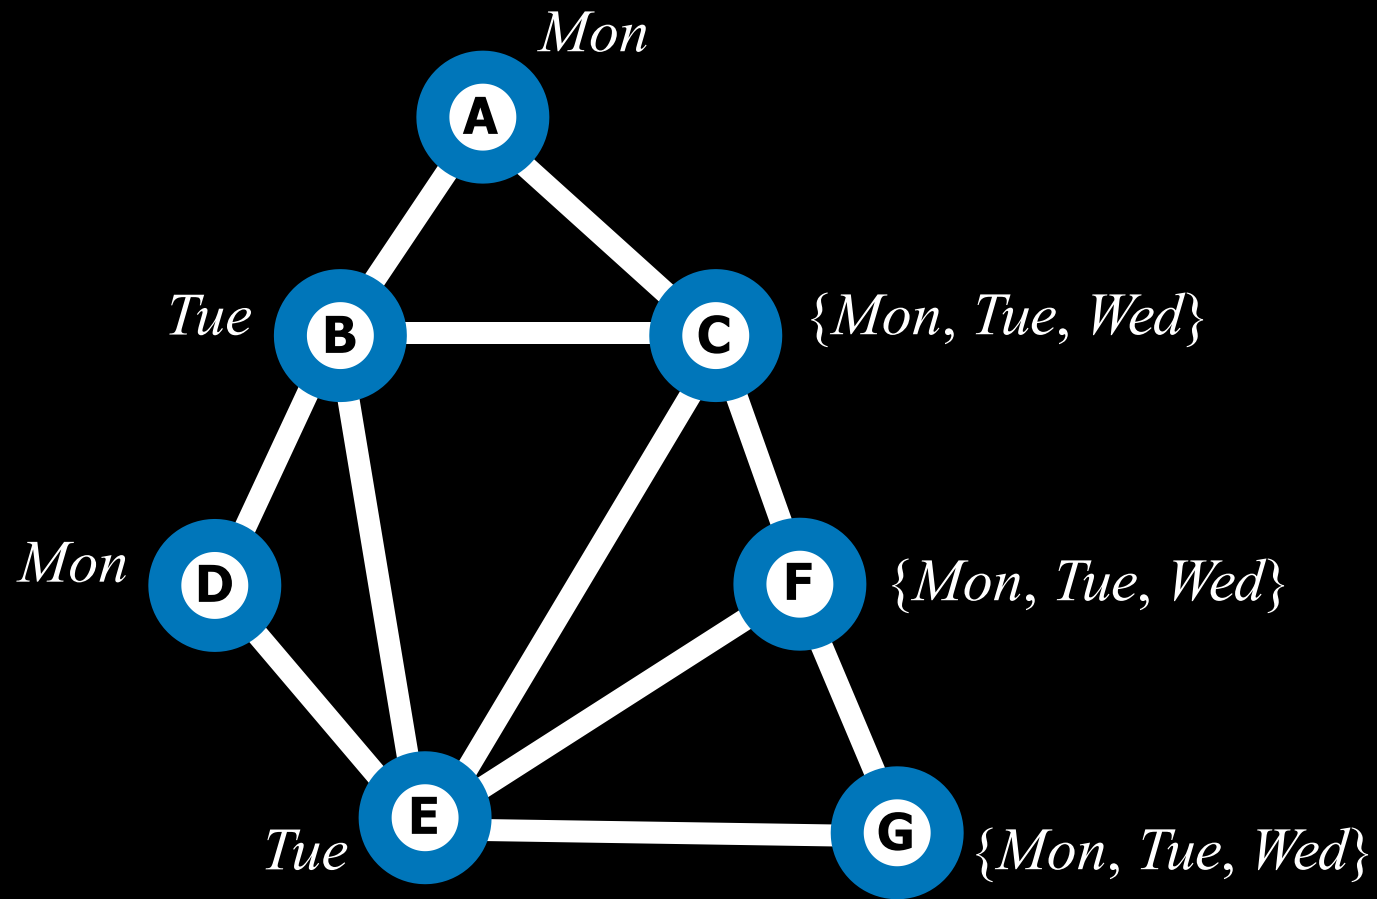 Mon
A
Tue
B
C
{Mon, Tue, Wed}
Mon
D
F
{Mon, Tue, Wed}
E
Tue
G
{Mon, Tue, Wed}